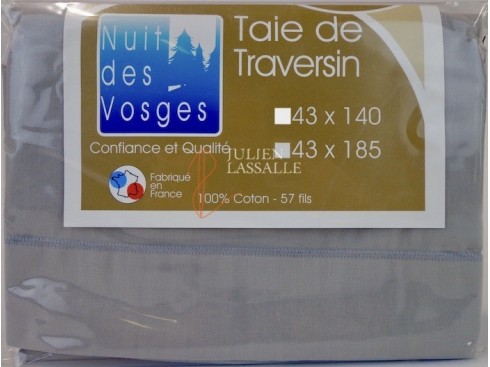 Nuit
des
Vosges
Confiance et Qualité
Fabriqué
en
France
Taie de
Traversin
43 x 140
43 x 185
JULIEN
LASSALLE
100% Coton - 57 fils